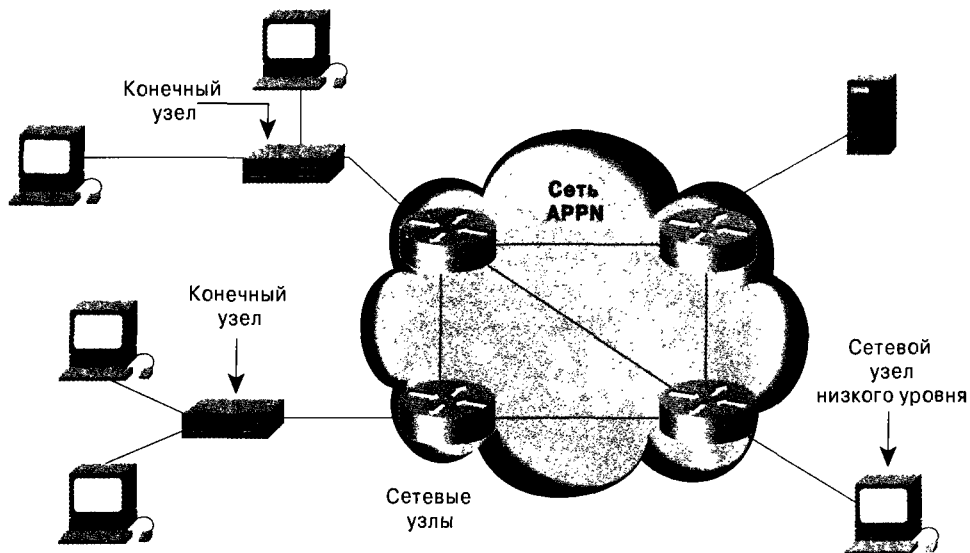 Конечный
узел
Сеть
APPN
Конечный
узел
Сетевой
узел
низкого уровня
Сетевые
узлы